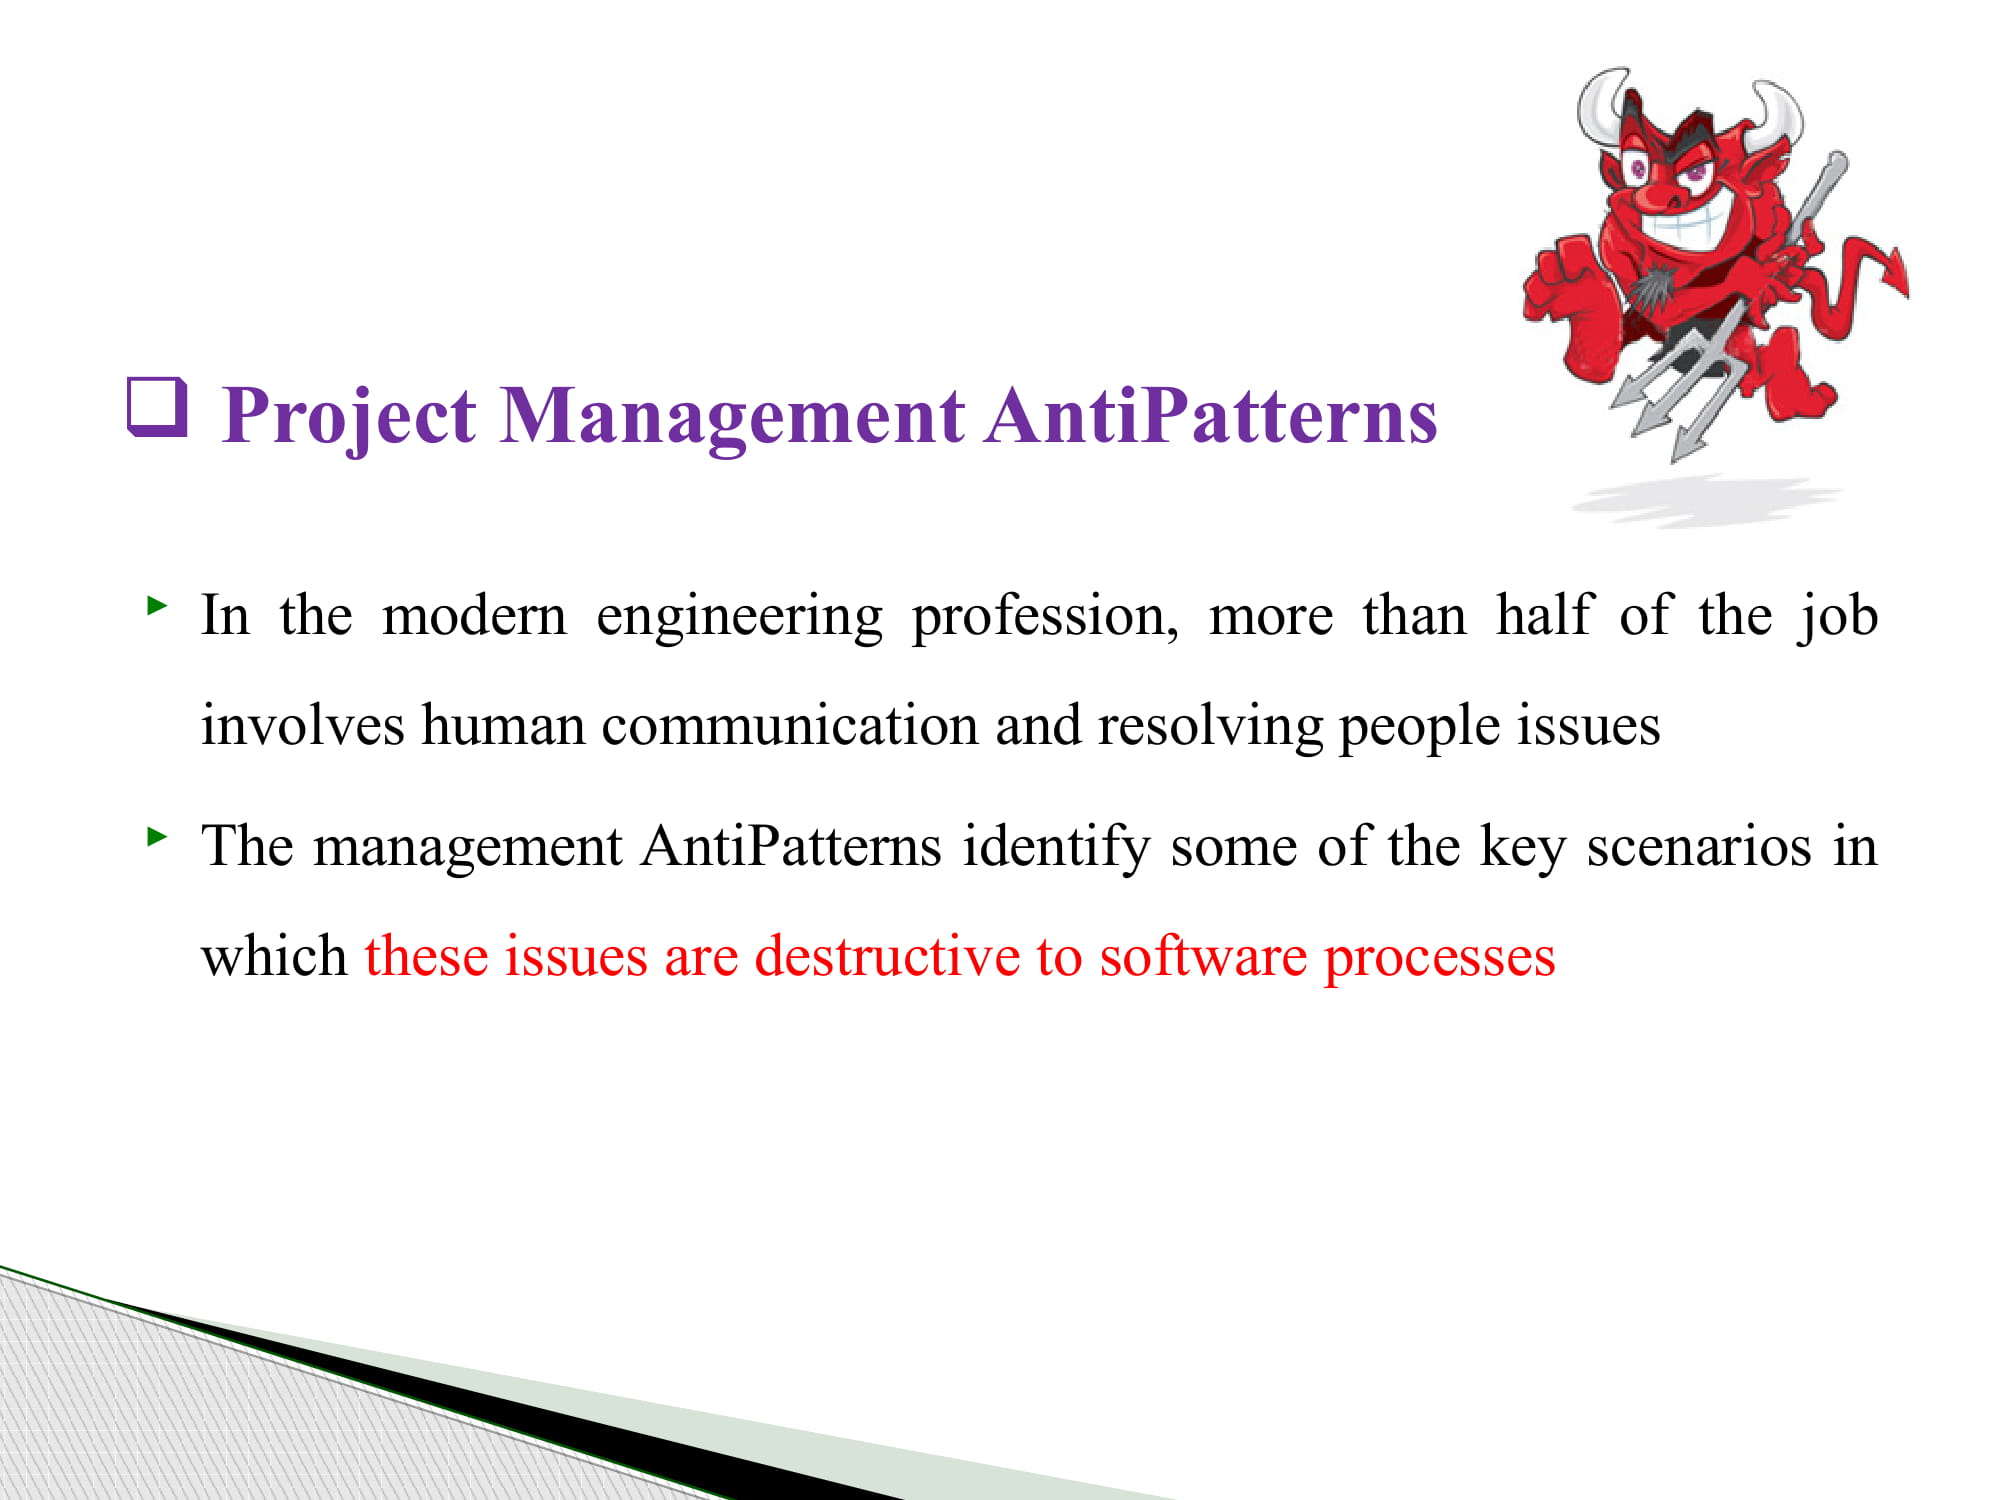 Project Management AntiPatterns
In the modern engineering profession, more than half of the job
involves human communication and resolving people issues
The management AntiPatterns identify some of the key scenarios in
which these issues are destructive to software processes